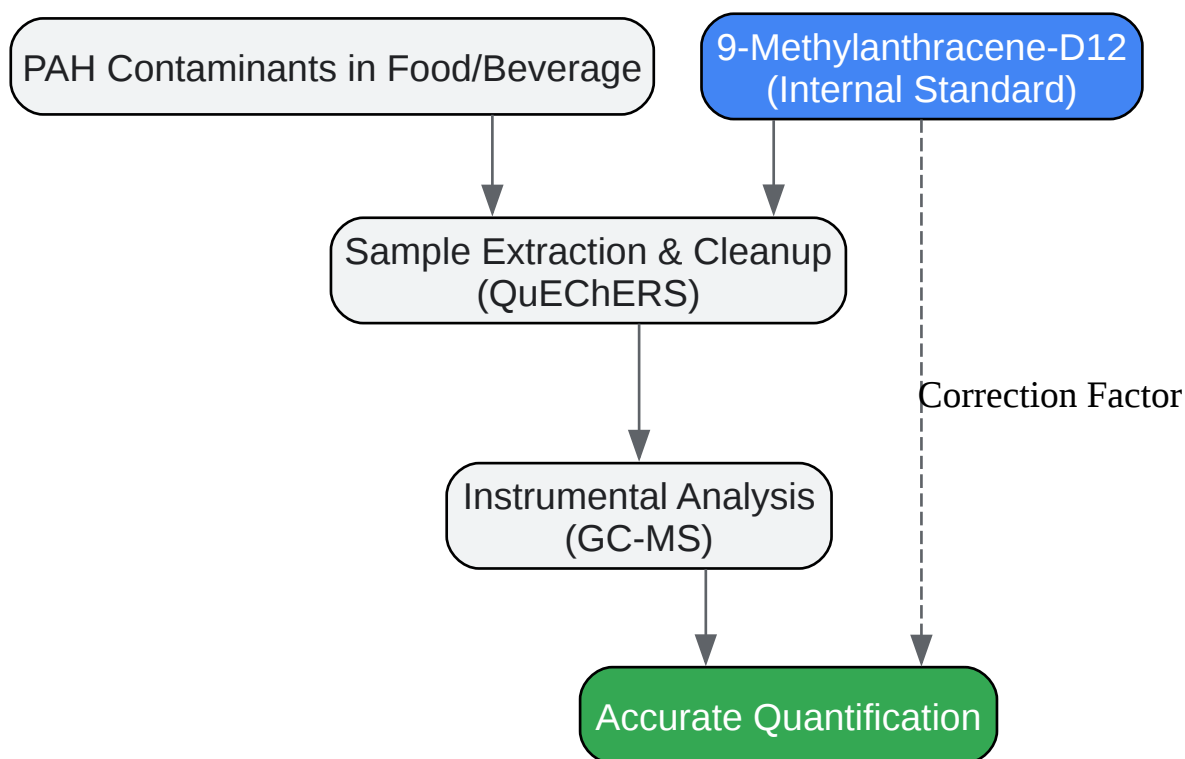 PAH Contaminants in Food/Beverage
9-Methylanthracene-D12
(Internal Standard)
Sample Extraction & Cleanup
(QuEChERS)
Correction Factor
Instrumental Analysis
(GC-MS)
Accurate Quantification